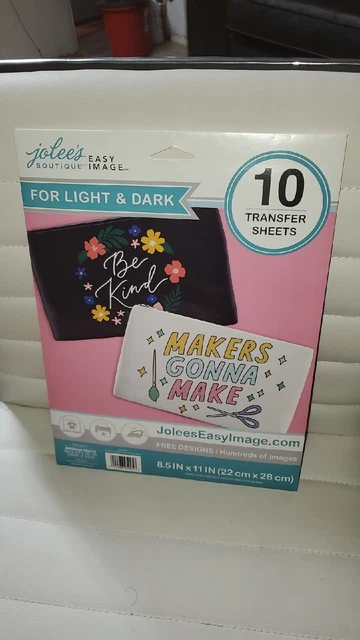 jolee's
BOUTIQUE EASY IMAGE
FOR LIGHT & DARK
10
TRANSFER
SHEETS
Be
Kind
MAKERS
GONNA
MAKE
JoleesEasyImage.com
FREE DESIGNS / Hundreds of images
8.5 IN x 11 IN (22 cm x 28 cm)